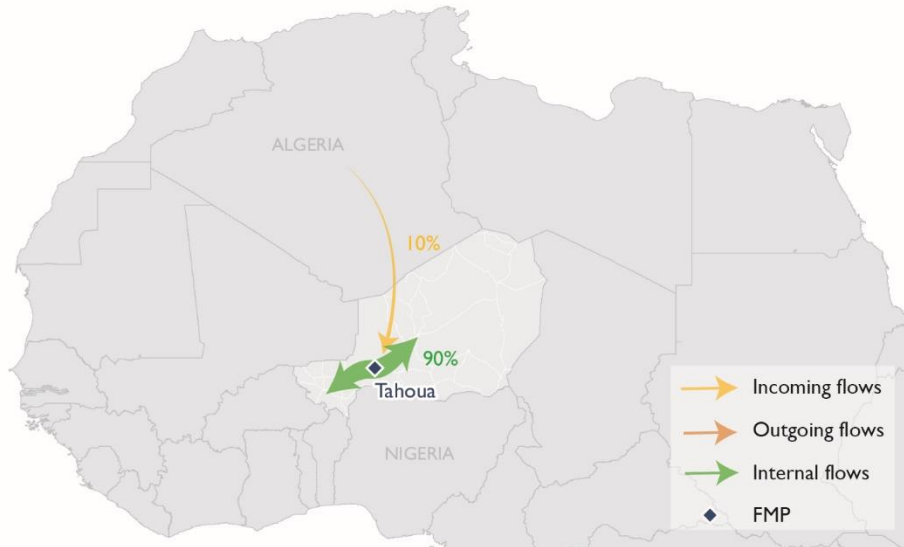 ALGERIA
10%
90%
Tahoua
NIGERIA
Incoming flows
Outgoing flows
Internal flows
FMP